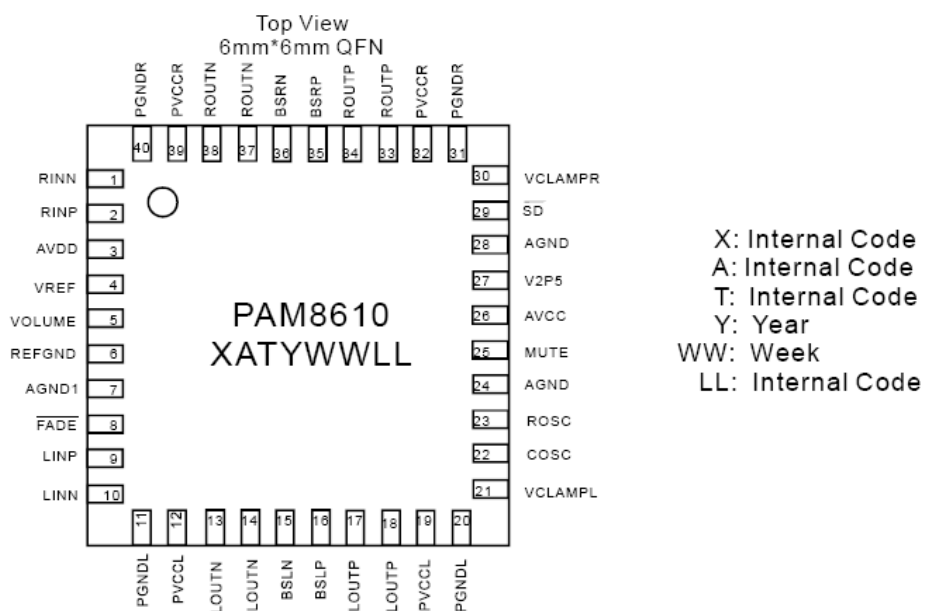 Top View
6mm*6mm QFN
PGNDR PVCCR ROUTN ROUTN BSRN BSRP ROUTP ROUTP PVCCR PGNDR
40 39 38 37 36 35 34 33 32 31
RINN 1
RINP 2
AVDD 3
VREF 4
VOLUME 5
REFGND 6
AGND1 7
FADE 8
LINP 9
LINN 10
PAM8610
XATYWWLL
30 VCLAMPR
29 SD
28 AGND
27 V2P5
26 AVCC
25 MUTE
24 AGND
23 ROSC
22 COSC
21 VCLAMPL
11 12 13 14 15 16 17 18 19 20
PGNDL PVCCL LOUTN LOUTN BSLN BSLP LOUTP LOUTP PVCCL PGNDL
X: Internal Code
A: Internal Code
T: Internal Code
Y: Year
WW: Week
LL: Internal Code